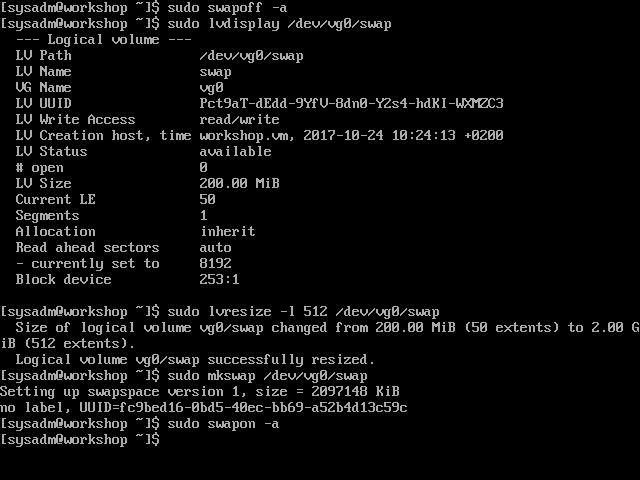 [sysadm@workshop ~]$ sudo swapoff -a
[sysadm@workshop ~]$ sudo lvdisplay /dev/vg0/swap
  --- Logical volume ---
  LV Path                /dev/vg0/swap
  LV Name                swap
  VG Name                vg0
  LV UUID                Pct9aT-dEdd-9YfV-8dn0-YZs4-hdKI-WXMZC3
  LV Write Access        read/write
  LV Creation host, time workshop.vm, 2017-10-24 10:24:13 +0200
  LV Status              available
  # open                 0
  LV Size                200.00 MiB
  Current LE             50
  Segments               1
  Allocation             inherit
  Read ahead sectors     auto
  - currently set to     8192
  Block device           253:1
[sysadm@workshop ~]$ sudo lvresize -l 512 /dev/vg0/swap
  Size of logical volume vg0/swap changed from 200.00 MiB (50 extents) to 2.00 G
iB (512 extents).
  Logical volume vg0/swap successfully resized.
[sysadm@workshop ~]$ sudo mkswap /dev/vg0/swap
Setting up swapspace version 1, size = 2097148 KiB
no label, UUID=fc9bed16-0bd5-40ec-bb69-a52b4d13c59c
[sysadm@workshop ~]$ sudo swapon -a
[sysadm@workshop ~]$